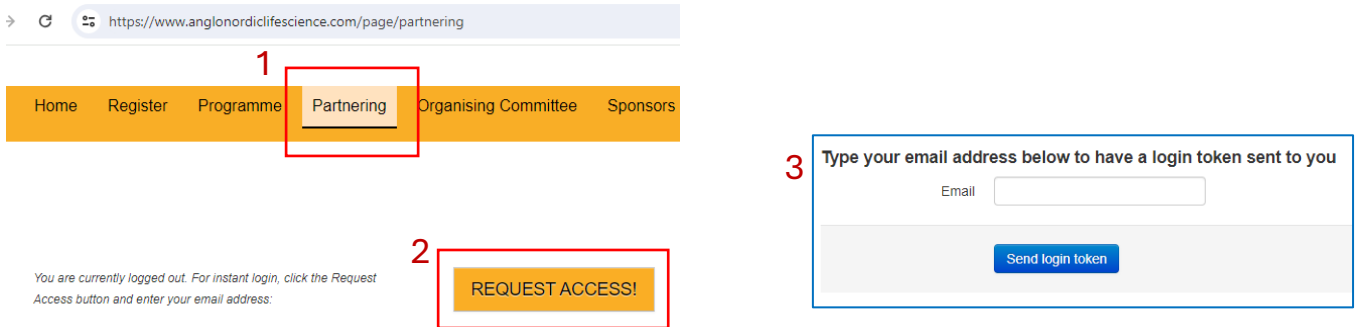 https://www.anglonordiclifescience.com/page/partnering
1
Home Register Programme Partnering Organising Committee Sponsors
2
You are currently logged out. For instant login, click the Request
Access button and enter your email address:
REQUEST ACCESS!
3
Type your email address below to have a login token sent to you
Email
Send login token